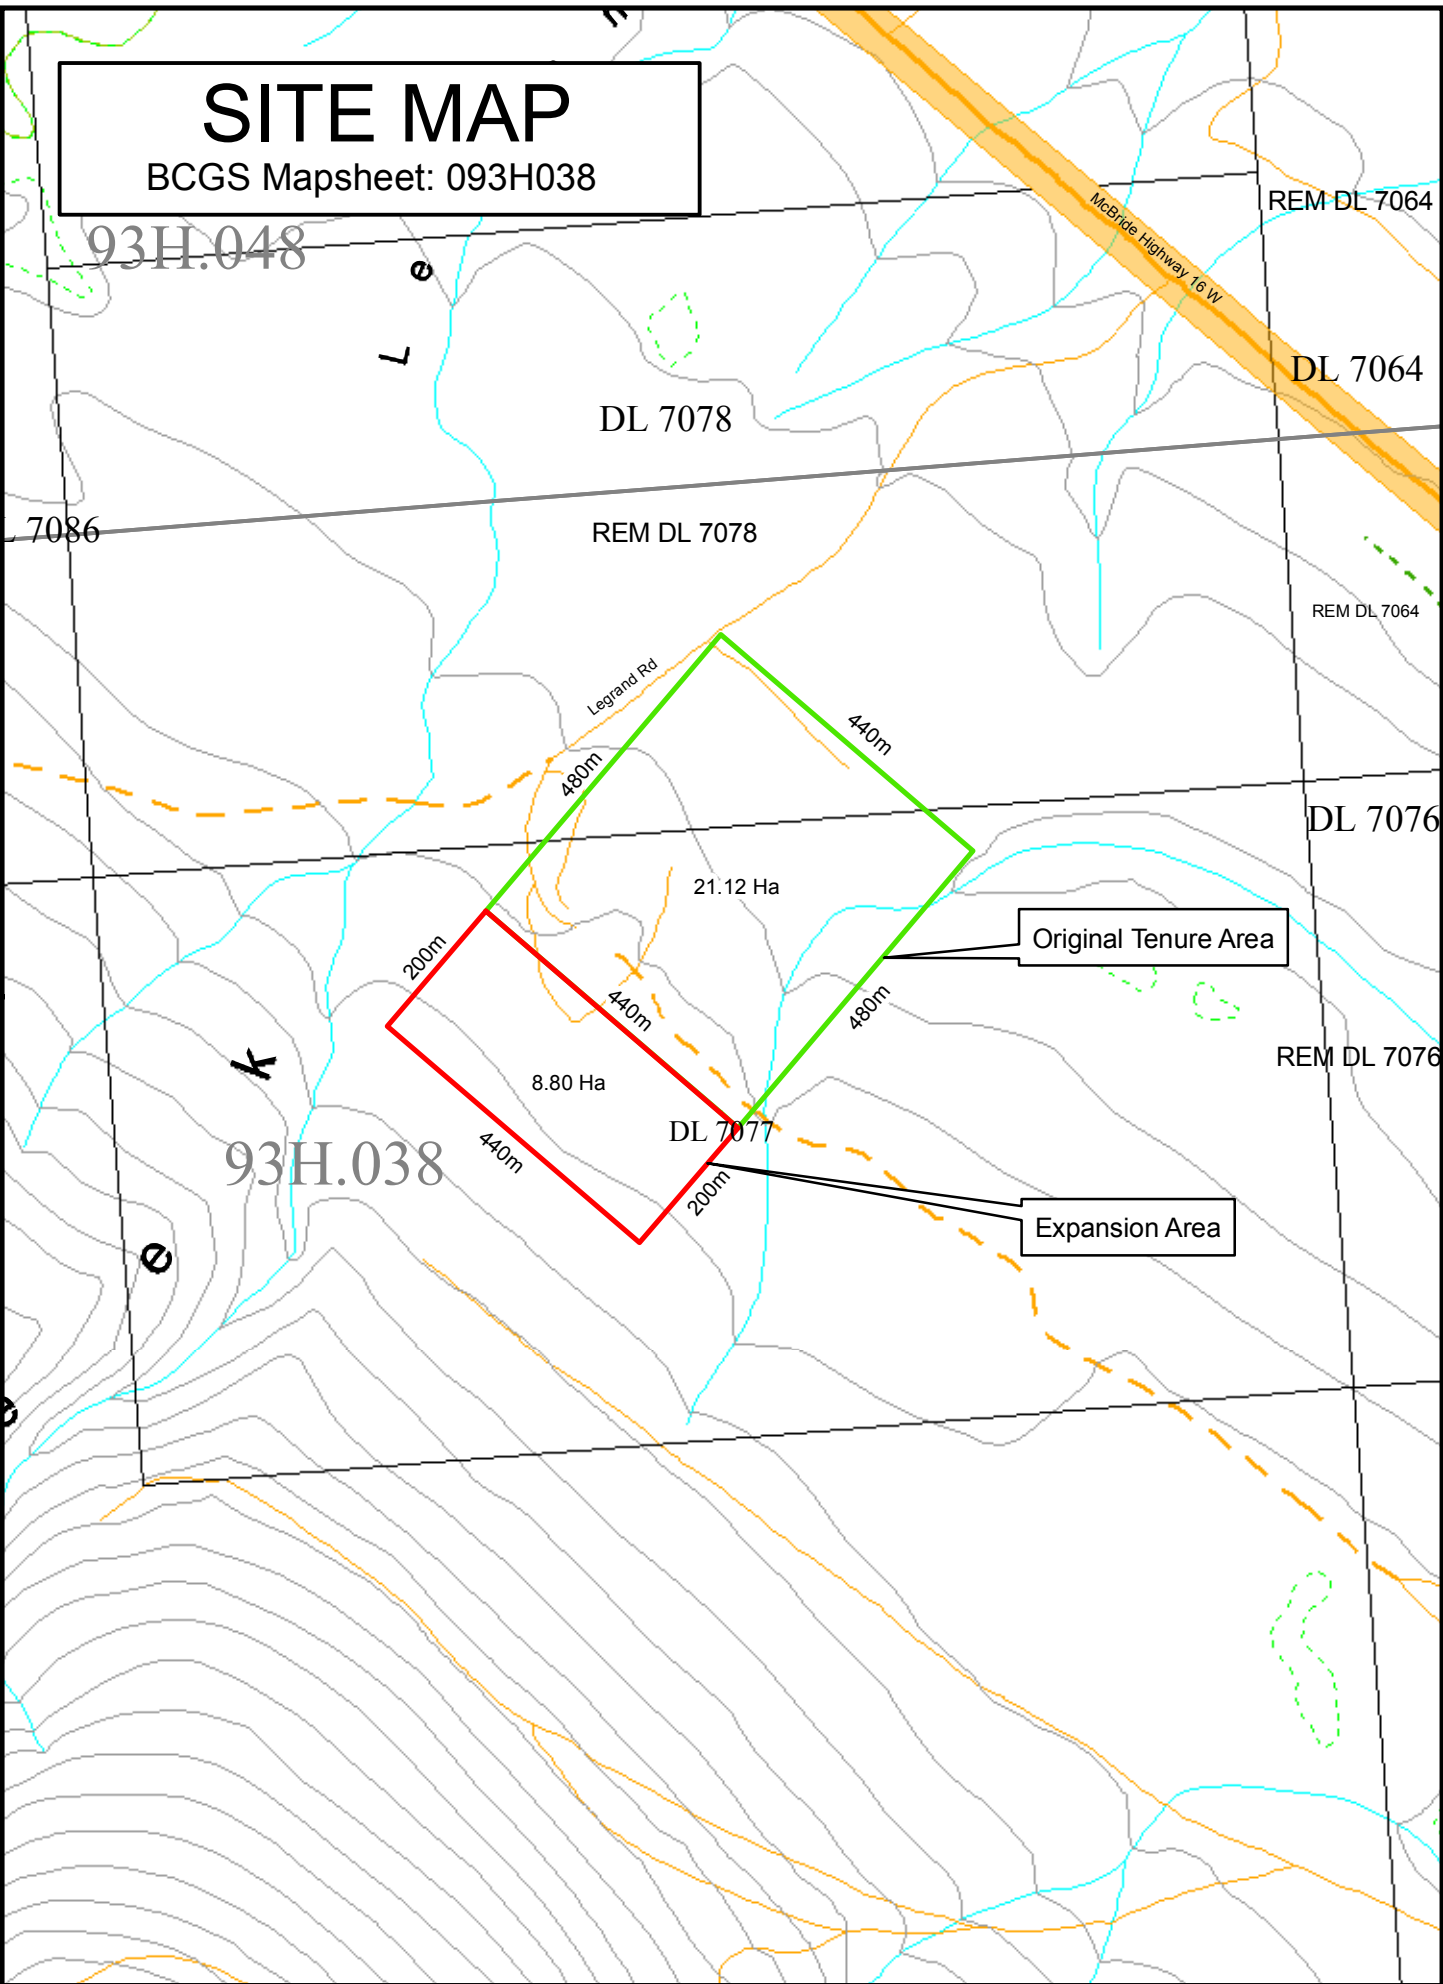 SITE MAP
BCGS Mapsheet: 093H038
REM DL 7064
McBride Highway 16 W
93H.048
e
L
DL 7064
DL 7078
7086
REM DL 7078
REM DL 7064
Legrand Rd
440m
480m
DL 7076
21.12 Ha
Original Tenure Area
200m
440m
480m
k
REM DL 7076
8.80 Ha
DL 7077
440m
93H.038
200m
Expansion Area
e
e